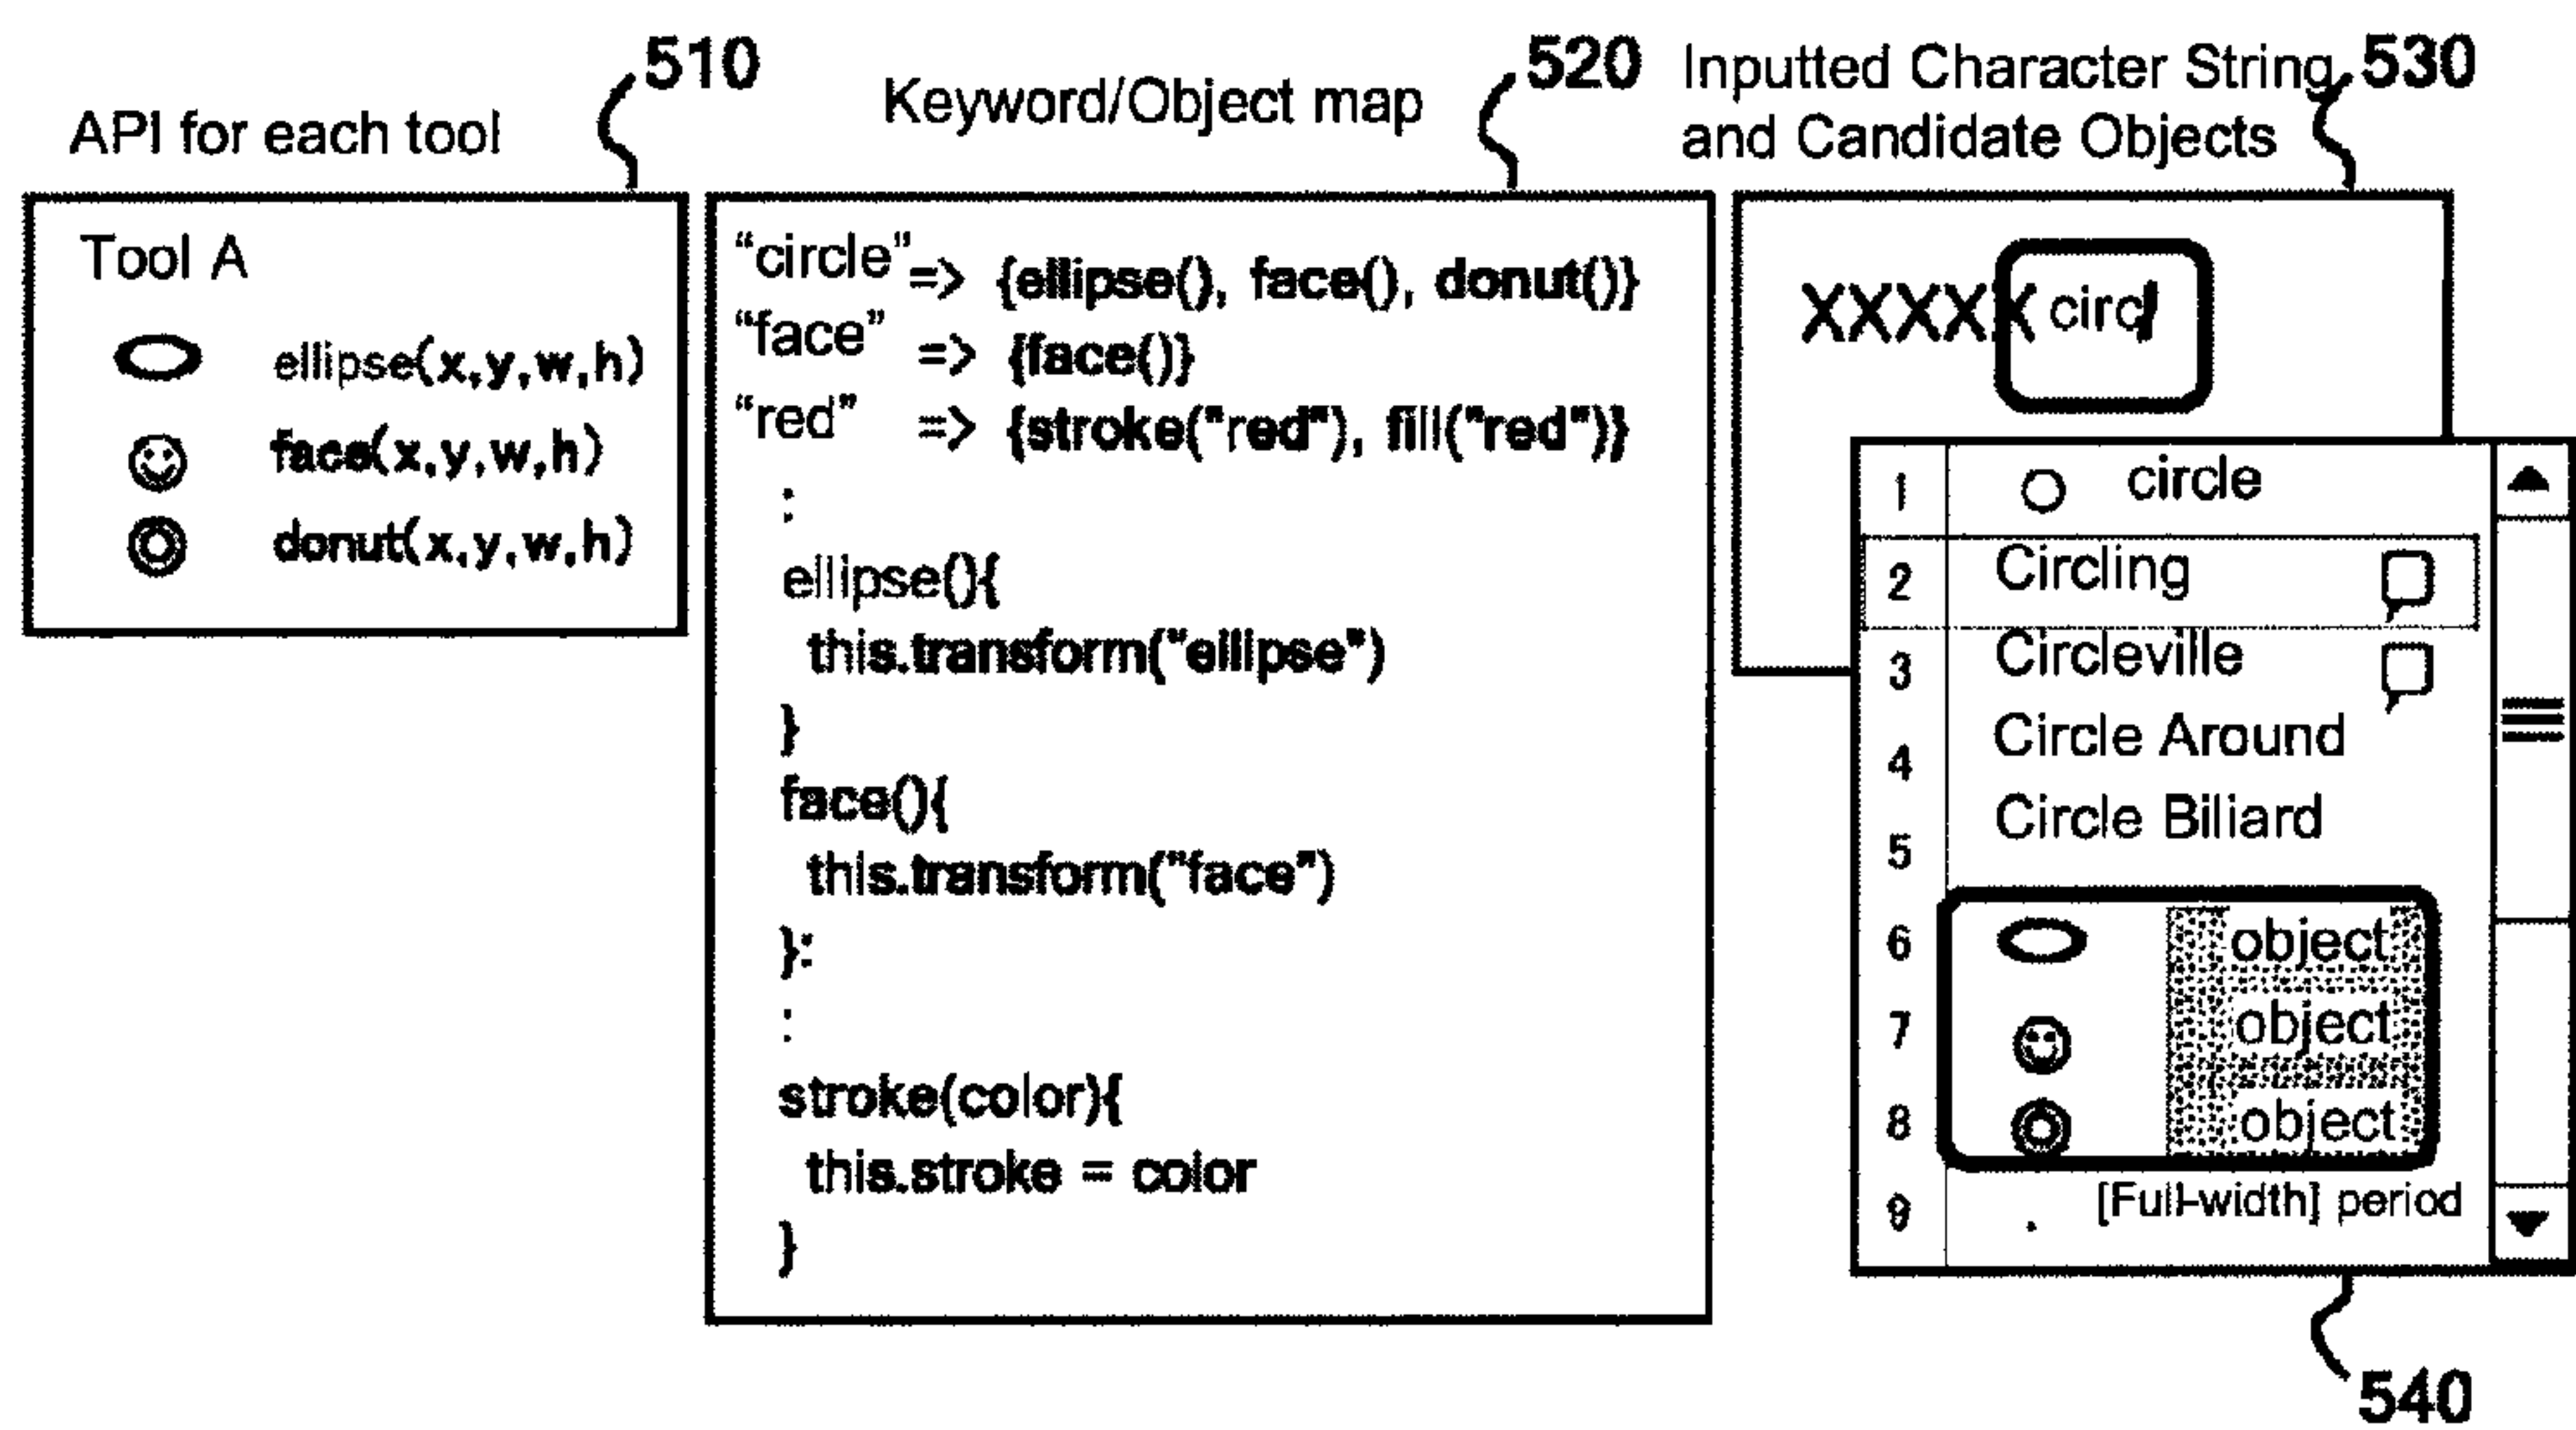 510
API for each tool
Tool A
ellipse(x,y,w,h)
face(x,y,w,h)
donut(x,y,w,h)
520
Keyword/Object map
"circle" => {ellipse(), face(), donut()}
"face" => {face()}
"red" => {stroke("red"), fill("red")}
:
ellipse(){
this.transform("ellipse")
}
face(){
this.transform("face")
}:
:
stroke(color){
this.stroke = color
}
530
Inputted Character String
and Candidate Objects
XXXXX circ
1 circle
2 Circling
3 Circleville
4 Circle Around
5 Circle Biliard
6 object
7 object
8 object
9 . [Full-width] period
540